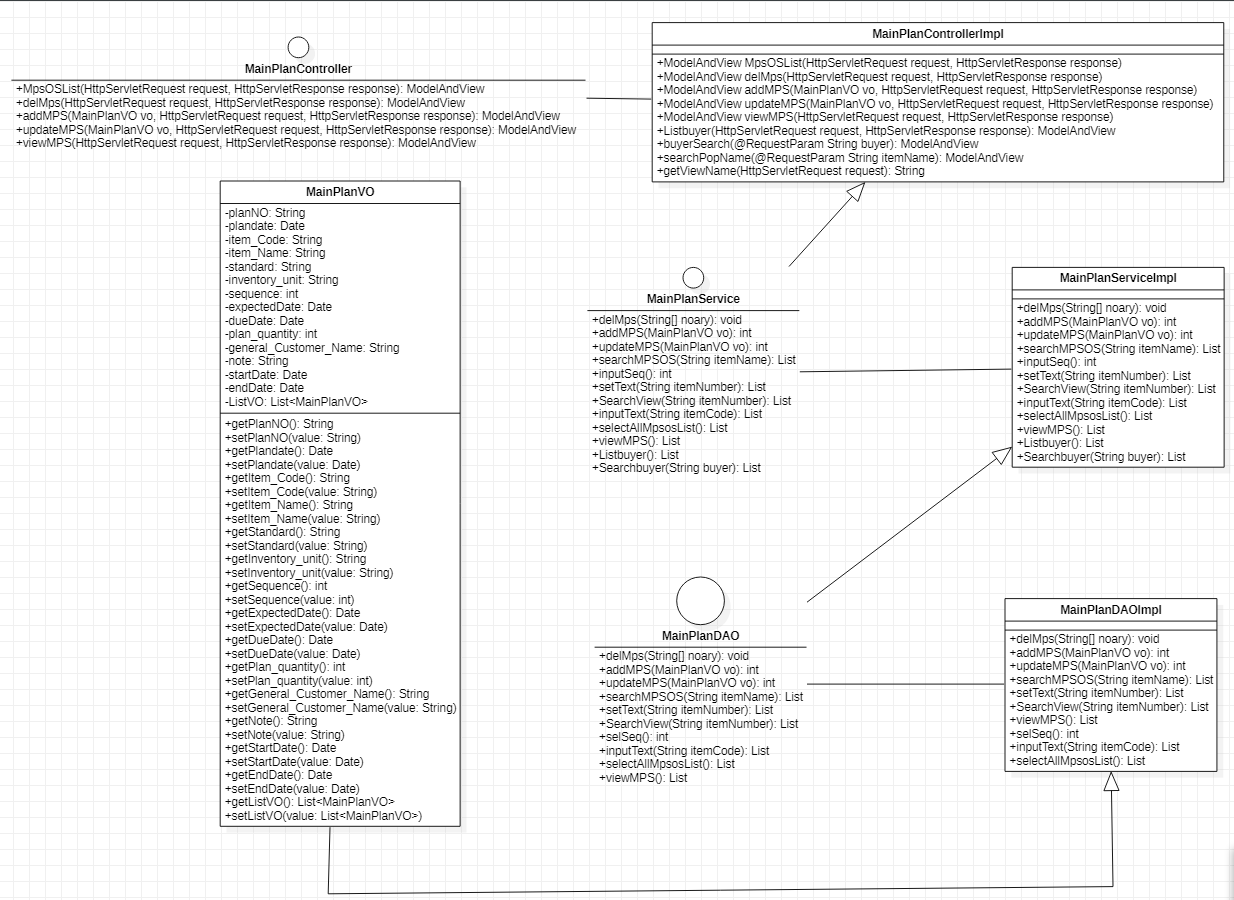 MainPlanController
+MpsOSList(HttpServletRequest request, HttpServletResponse response): ModelAndView
+delMps(HttpServletRequest request, HttpServletResponse response): ModelAndView
+addMPS(MainPlanVO vo, HttpServletRequest request, HttpServletResponse response): ModelAndView
+updateMPS(MainPlanVO vo, HttpServletRequest request, HttpServletResponse response): ModelAndView
+viewMPS(HttpServletRequest request, HttpServletResponse response): ModelAndView
MainPlanControllerImpl
+ModelAndView MpsOSList(HttpServletRequest request, HttpServletResponse response)
+ModelAndView delMps(HttpServletRequest request, HttpServletResponse response)
+ModelAndView addMPS(MainPlanVO vo, HttpServletRequest request, HttpServletResponse response)
+ModelAndView updateMPS(MainPlanVO vo, HttpServletRequest request, HttpServletResponse response)
+ModelAndView viewMPS(HttpServletRequest request, HttpServletResponse response)
+Listbuyer(HttpServletRequest request, HttpServletResponse response): ModelAndView
+buyerSearch(@RequestParam String buyer): ModelAndView
+searchPopName(@RequestParam String itemName): ModelAndView
+getViewName(HttpServletRequest request): String
MainPlanVO
-planNO: String
-plandate: Date
-item_Code: String
-item_Name: String
-standard: String
-inventory_unit: String
-sequence: int
-expectedDate: Date
-dueDate: Date
-plan_quantity: int
-general_Customer_Name: String
-note: String
-startDate: Date
-endDate: Date
-ListVO: List<MainPlanVO>
+getPlanNO(): String
+setPlanNO(value: String)
+getPlandate(): Date
+setPlandate(value: Date)
+getItem_Code(): String
+setItem_Code(value: String)
+getItem_Name(): String
+setItem_Name(value: String)
+getStandard(): String
+setStandard(value: String)
+getInventory_unit(): String
+setInventory_unit(value: String)
+getSequence(): int
+setSequence(value: int)
+getExpectedDate(): Date
+setExpectedDate(value: Date)
+getDueDate(): Date
+setDueDate(value: Date)
+getPlan_quantity(): int
+setPlan_quantity(value: int)
+getGeneral_Customer_Name(): String
+setGeneral_Customer_Name(value: String)
+getNote(): String
+setNote(value: String)
+getStartDate(): Date
+setStartDate(value: Date)
+getEndDate(): Date
+setEndDate(value: Date)
+getListVO(): List<MainPlanVO>
+setListVO(value: List<MainPlanVO>)
MainPlanService
+delMps(String[] noary): void
+addMPS(MainPlanVO vo): int
+updateMPS(MainPlanVO vo): int
+searchMPSOS(String itemName): List
+inputSeq(): int
+setText(String itemNumber): List
+SearchView(String itemNumber): List
+inputText(String itemCode): List
+selectAllMpsosList(): List
+viewMPS(): List
+Listbuyer(): List
+Searchbuyer(String buyer): List
MainPlanServiceImpl
+delMps(String[] noary): void
+addMPS(MainPlanVO vo): int
+updateMPS(MainPlanVO vo): int
+searchMPSOS(String itemName): List
+inputSeq(): int
+setText(String itemNumber): List
+SearchView(String itemNumber): List
+inputText(String itemCode): List
+selectAllMpsosList(): List
+viewMPS(): List
+Listbuyer(): List
+Searchbuyer(String buyer): List
MainPlanDAO
+delMps(String[] noary): void
+addMPS(MainPlanVO vo): int
+updateMPS(MainPlanVO vo): int
+searchMPSOS(String itemName): List
+setText(String itemNumber): List
+SearchView(String itemNumber): List
+selSeq(): int
+inputText(String itemCode): List
+selectAllMpsosList(): List
+viewMPS(): List
MainPlanDAOImpl
+delMps(String[] noary): void
+addMPS(MainPlanVO vo): int
+updateMPS(MainPlanVO vo): int
+searchMPSOS(String itemName): List
+setText(String itemNumber): List
+SearchView(String itemNumber): List
+viewMPS(): List
+selSeq(): int
+inputText(String itemCode): List
+selectAllMpsosList(): List